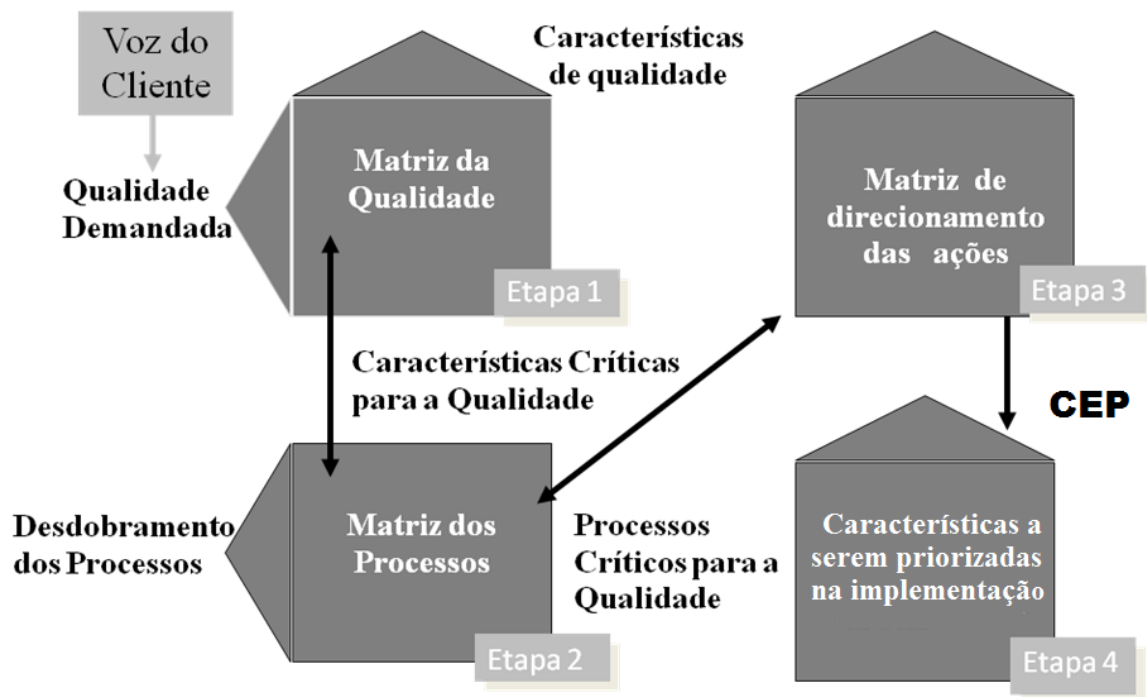 Voz do
Cliente
Qualidade
Demandada
Matriz da
Qualidade
Etapa 1
Características
de qualidade
Matriz de
direcionamento
das ações
Etapa 3
Características Críticas
para a Qualidade
CEP
Desdobramento
dos Processos
Matriz dos
Processos
Etapa 2
Processos
Críticos para a
Qualidade
Características a
serem priorizadas
na implementação
Etapa 4